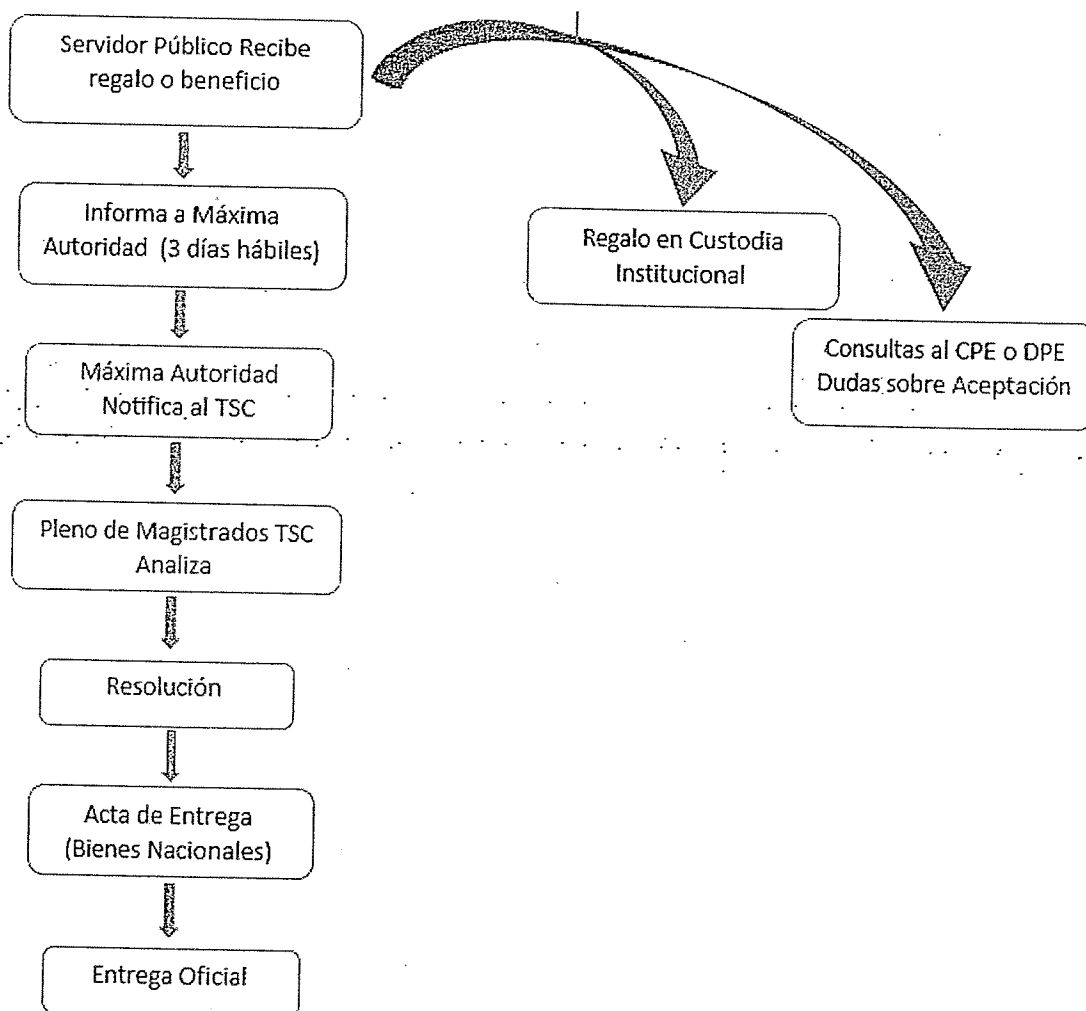 Servidor Público Recibe
regalo o beneficio
Informa a Máxima
Autoridad (3 días hábiles)
Regalo en Custodia
Institucional
Máxima Autoridad
Notifica al TSC
Consultas al CPE o DPE
Dudas sobre Aceptación
Pleno de Magistrados TSC
Analiza
Resolución
Acta de Entrega
(Bienes Nacionales)
Entrega Oficial